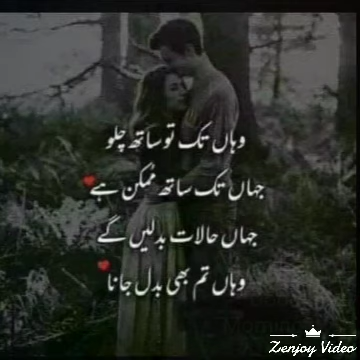 وہاں تک تو ساتھ چلو
جہاں تک ساتھ مُمکن ہے
جہاں حالات بدلیں گے
وہاں تم بھی بدل جانا
Zenjoy Video